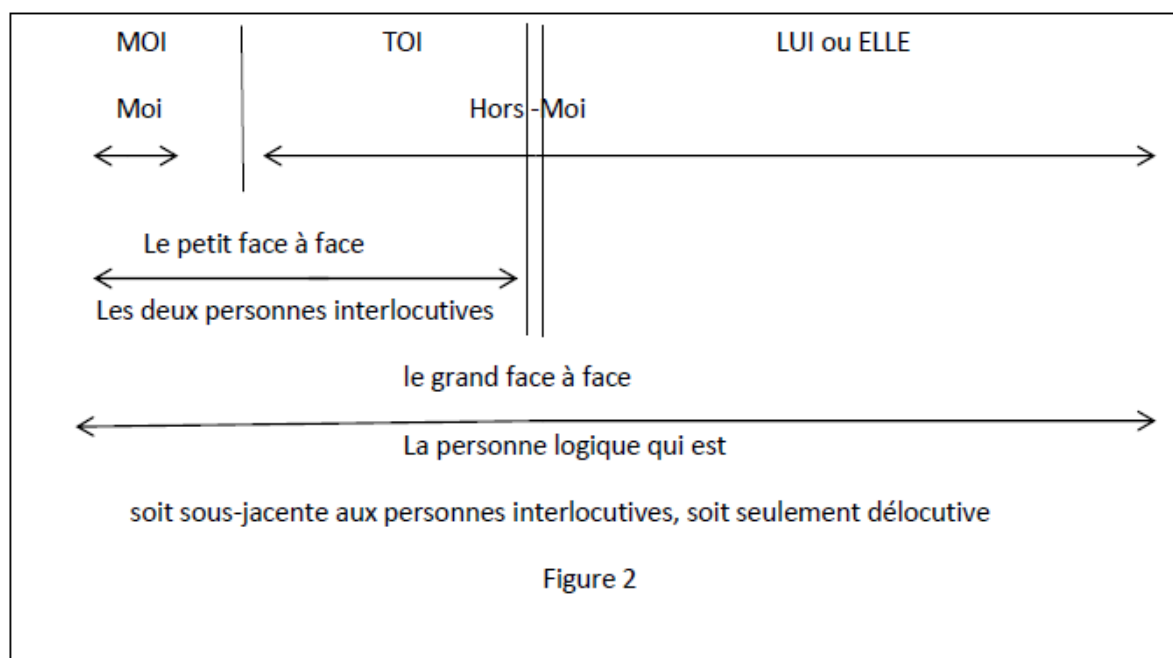 MOI TOI LUI ou ELLE
Moi Hors -Moi
Le petit face à face
Les deux personnes interlocutives
le grand face à face
La personne logique qui est
soit sous-jacente aux personnes interlocutives, soit seulement délocutive
Figure 2